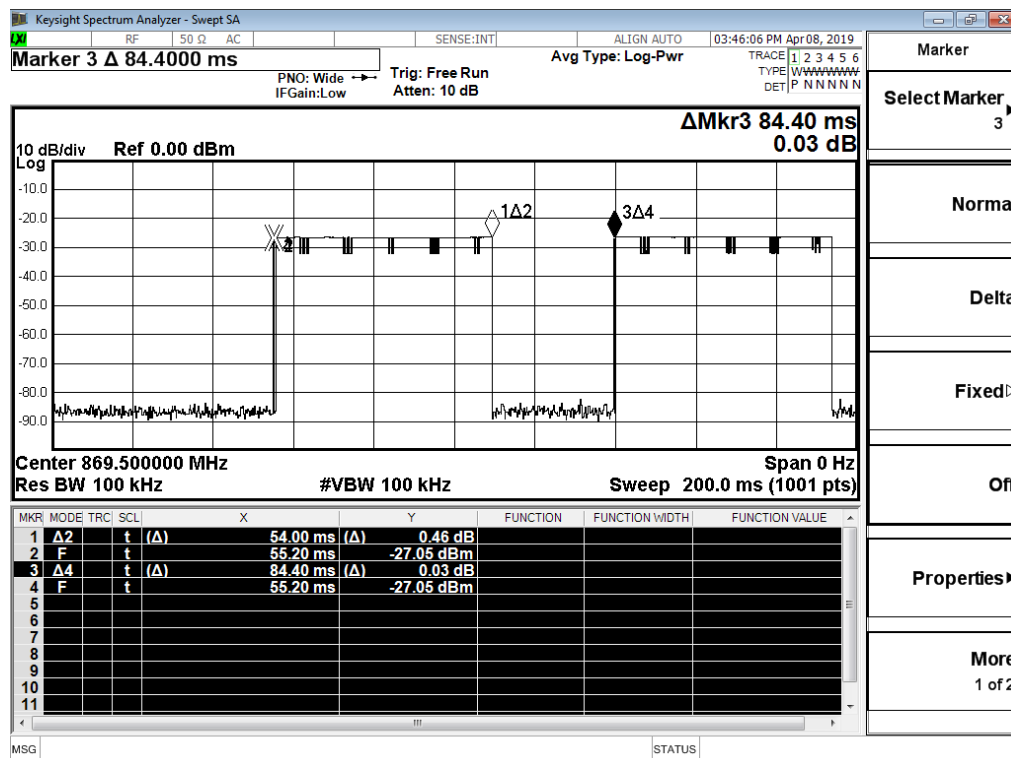 Keysight Spectrum Analyzer - Swept SA
LXI RF 50 Ω AC SENSE:INT ALIGN AUTO 03:46:06 PM Apr 08, 2019
Marker 3 Δ 84.4000 ms
PNO: Wide
IFGain:Low
Trig: Free Run
Atten: 10 dB
Avg Type: Log-Pwr
TRACE 1 2 3 4 5 6
TYPE WWWWWW
DET P N N N N N
ΔMkr3 84.40 ms
0.03 dB
10 dB/div Ref 0.00 dBm
Log
-10.0
-20.0
-30.0
-40.0
-50.0
-60.0
-70.0
-80.0
-90.0
1Δ2
3Δ4
Center 869.500000 MHz Span 0 Hz
Res BW 100 kHz #VBW 100 kHz Sweep 200.0 ms (1001 pts)
MKR MODE TRC SCL X Y FUNCTION FUNCTION WIDTH FUNCTION VALUE
1 Δ2 t (Δ) 54.00 ms (Δ) 0.46 dB
2 F t 55.20 ms -27.05 dBm
3 Δ4 t (Δ) 84.40 ms (Δ) 0.03 dB
4 F t 55.20 ms -27.05 dBm
5
6
7
8
9
10
11
MSG STATUS
Marker
Select Marker
3
Norma
Delta
Fixed
Off
Properties
More
1 of 2